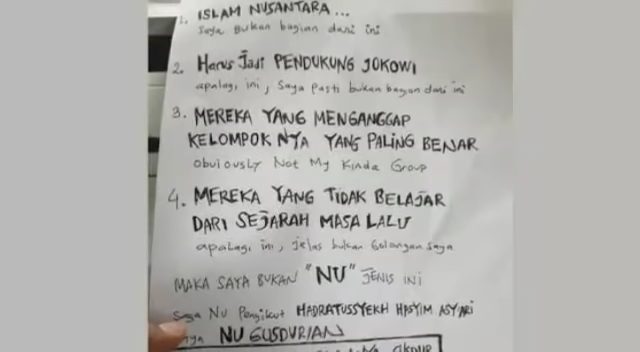 1. ISLAM NUSANTARA...
Saya Bukan bagian dari ini
2. Harus Jadi PENDUKUNG JOKOWI
apalagi ini, Saya Pasti bukan bagian dari ini
3. MEREKA YANG MENGANGGAP
KELOMPOK NYA YANG PALING BENAR
Obviously Not My Kinda Group
4. MEREKA YANG TIDAK BELAJAR
DARI SEJARAH MASA LALU
apalagi ini, jelas bukan Golongan Saya
MAKA SAYA BUKAN "NU" JENIS INI
Saya NU Pengikut HADRATUSSYEKH HASYIM ASY'ARI
NU GUSDURIAN